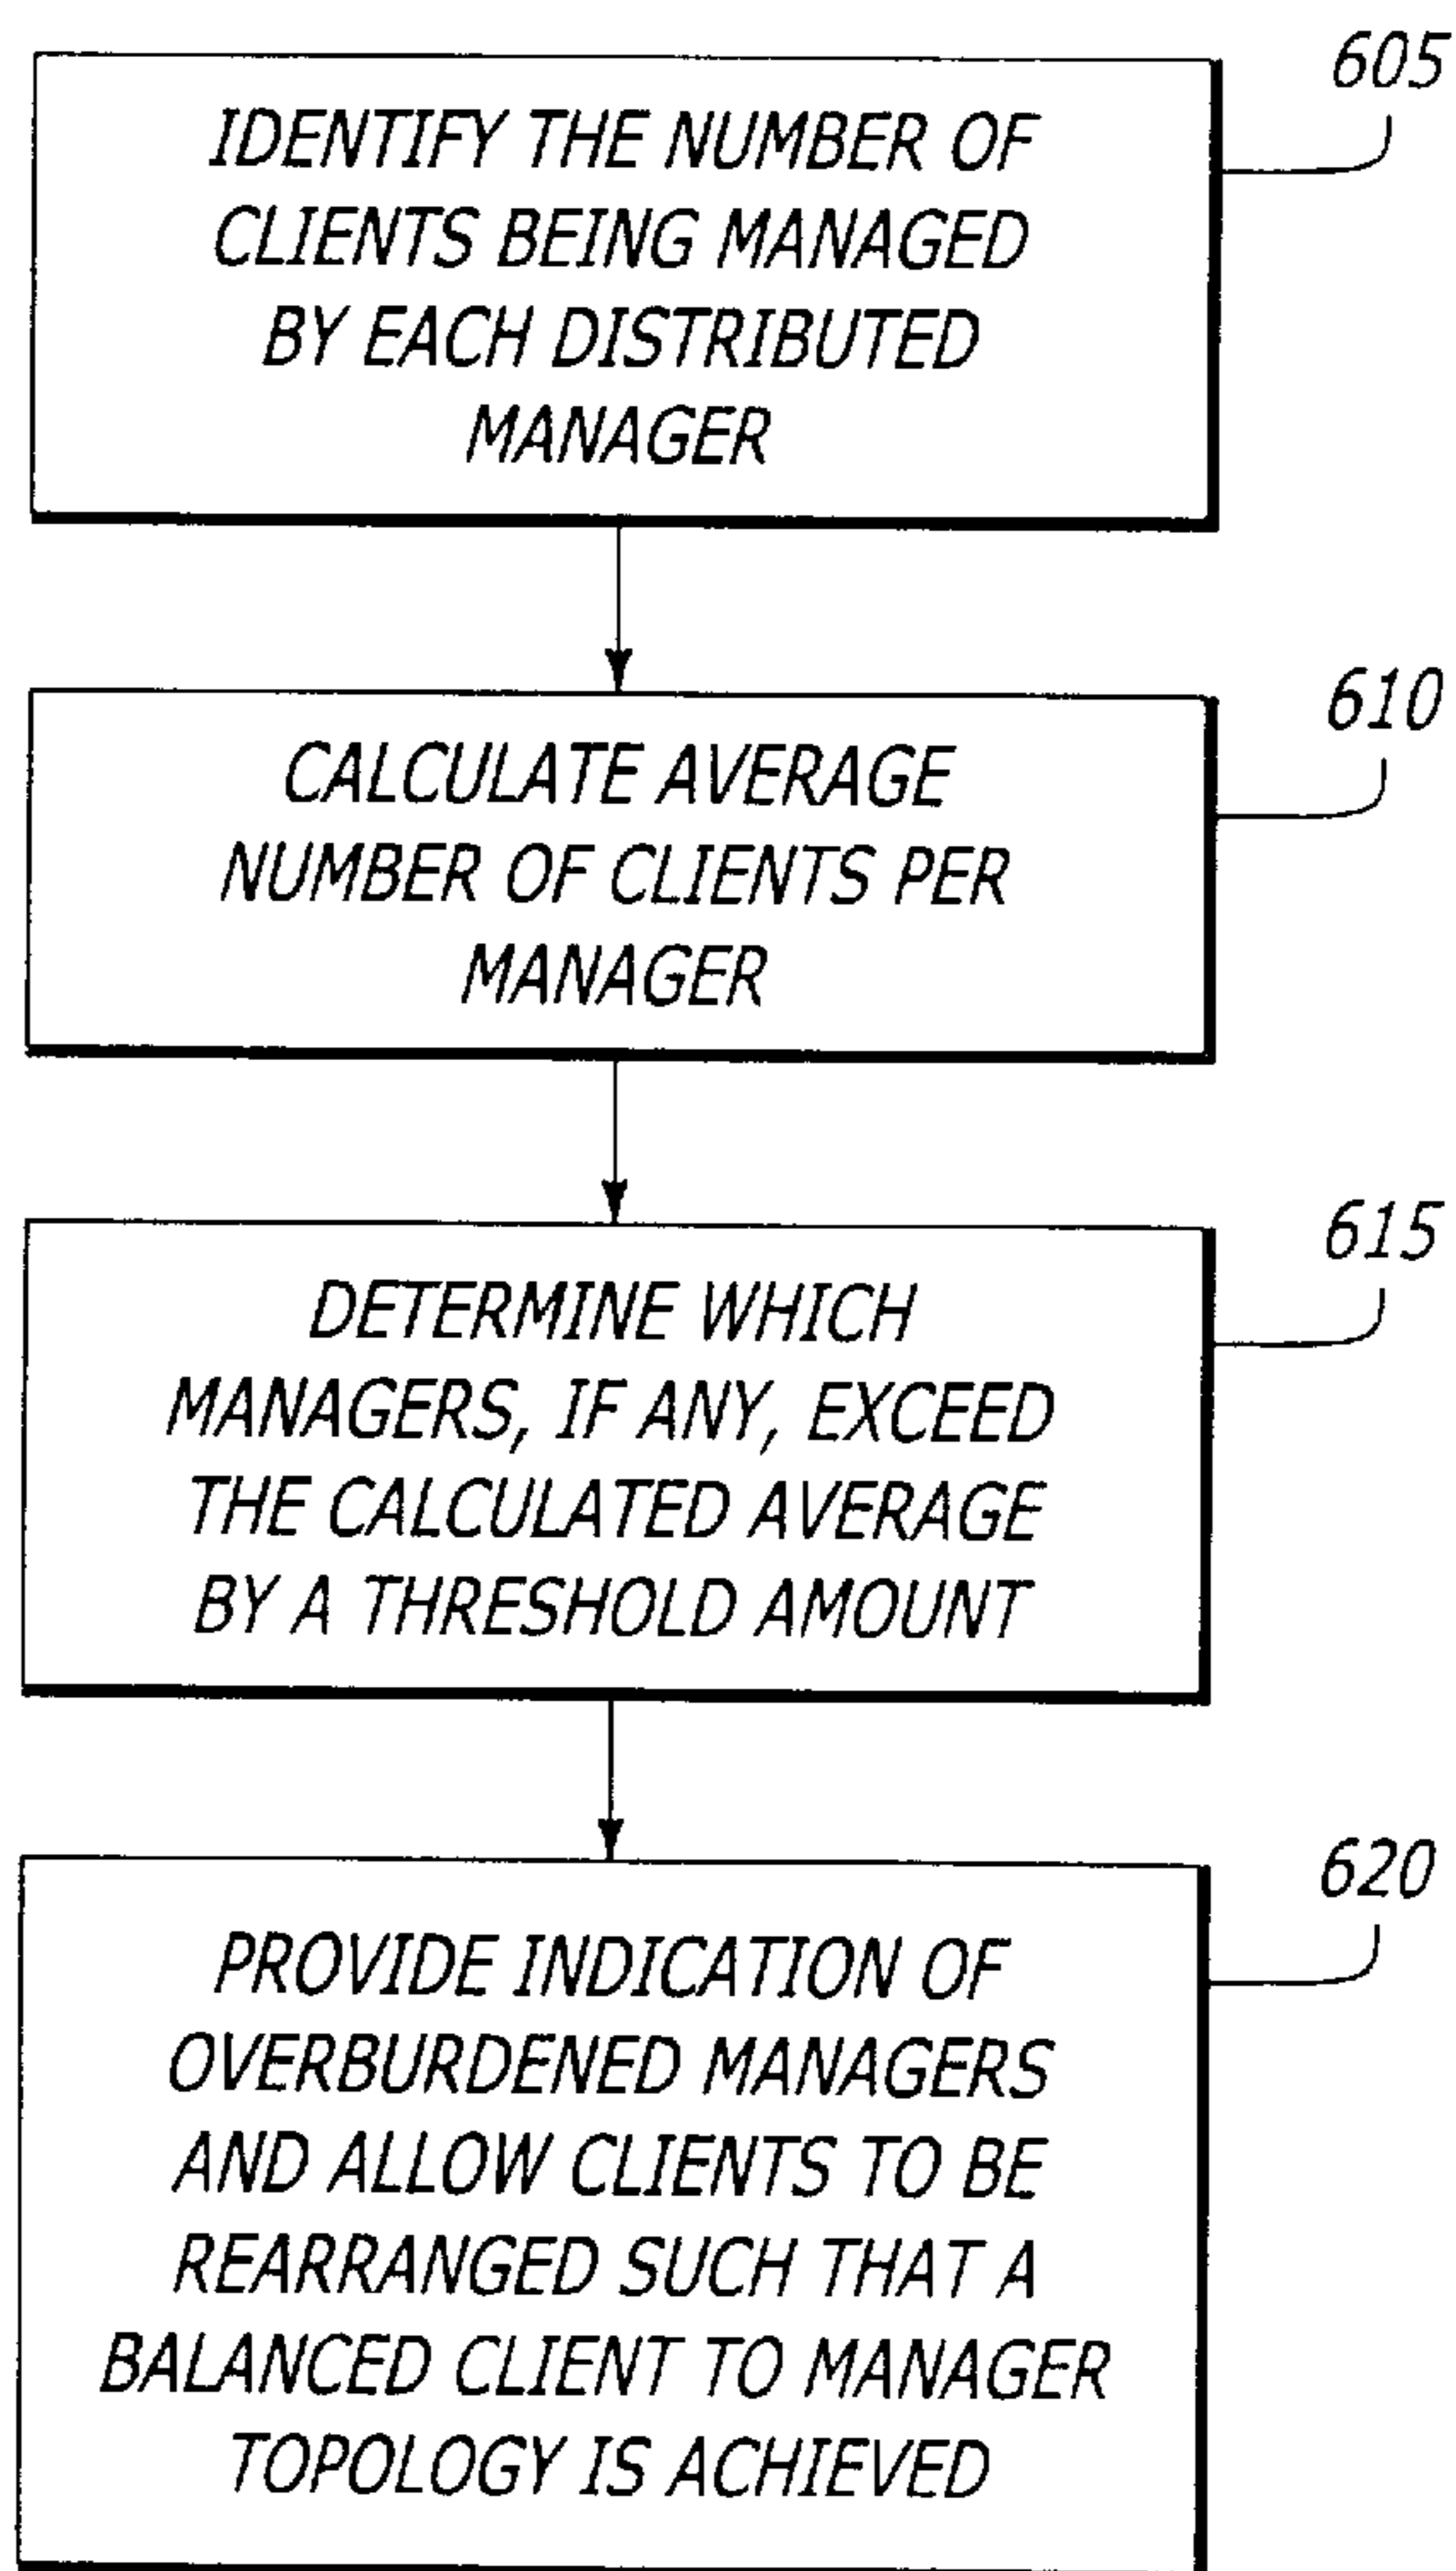 605
IDENTIFY THE NUMBER OF
CLIENTS BEING MANAGED
BY EACH DISTRIBUTED
MANAGER
610
CALCULATE AVERAGE
NUMBER OF CLIENTS PER
MANAGER
615
DETERMINE WHICH
MANAGERS, IF ANY, EXCEED
THE CALCULATED AVERAGE
BY A THRESHOLD AMOUNT
620
PROVIDE INDICATION OF
OVERBURDENED MANAGERS
AND ALLOW CLIENTS TO BE
REARRANGED SUCH THAT A
BALANCED CLIENT TO MANAGER
TOPOLOGY IS ACHIEVED